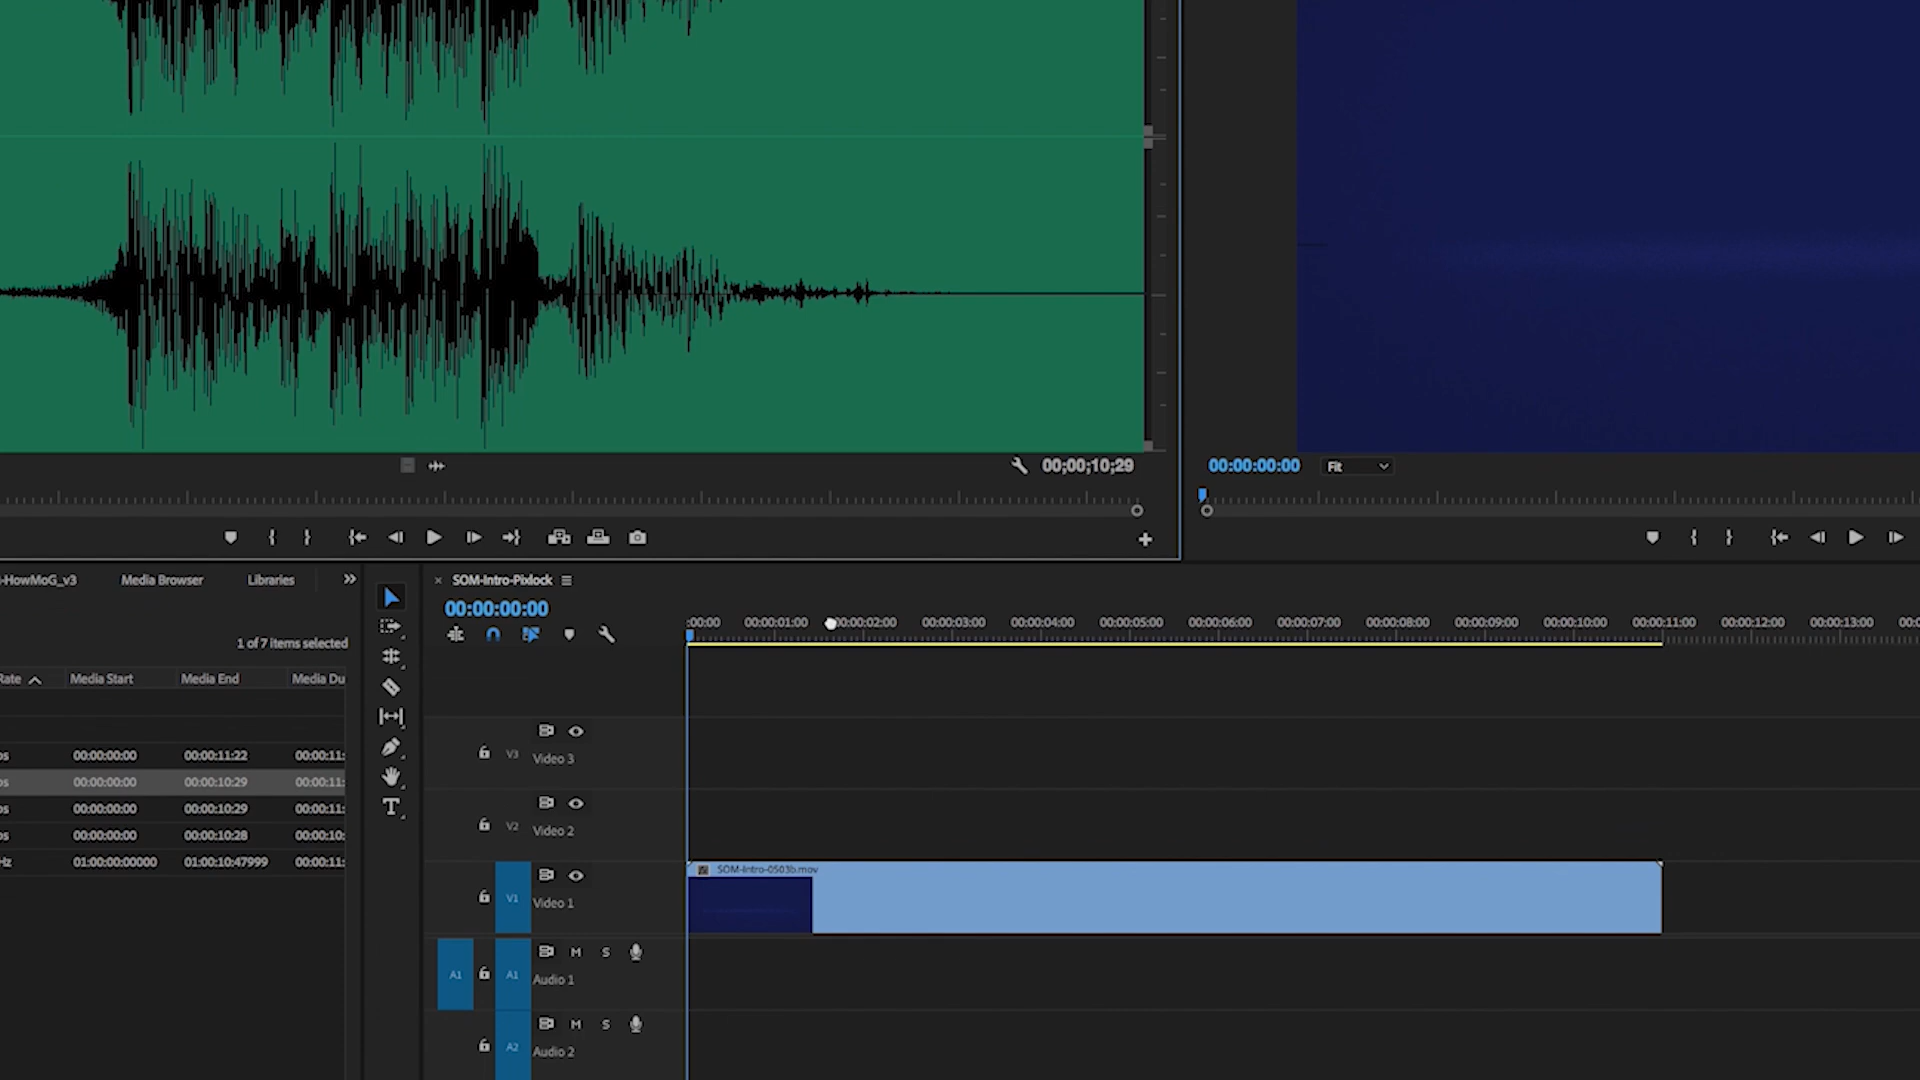 00;00;10;29
00:00:00:00 Fit
-HowMoG_v3 Media Browser Libraries
1 of 7 items selected
Rate Media Start Media End Media Du
os 00:00:00:00 00:00:11:22 00:00:11:
os 00:00:00:00 00:00:10:29 00:00:11:
os 00:00:00:00 00:00:10:29 00:00:11:
os 00:00:00:00 00:00:10:28 00:00:10:
Hz 01:00:00:00000 01:00:10:47999 00:00:11:
T
× SOM-Intro-Pixlock
00:00:00:00
:00:00 00:00:01:00 00:00:02:00 00:00:03:00 00:00:04:00 00:00:05:00 00:00:06:00 00:00:07:00 00:00:08:00 00:00:09:00 00:00:10:00 00:00:11:00 00:00:12:00 00:00:13:00 00:0
V3 Video 3
V2 Video 2
SOM-Intro-0503b.mov
V1 Video 1
M S
A1 A1 Audio 1
M S
A2 Audio 2